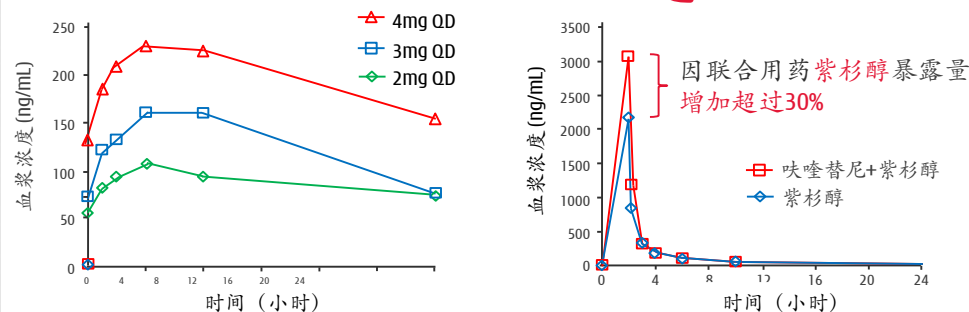 4mg QD
3mg QD
2mg QD
血浆浓度(ng/mL)
250
200
150
100
50
0
0 4 8 12 16 20 24
时间（小时）
血浆浓度(ng/mL)
3500
3000
2500
2000
1500
3000
500
0
因联合用药紫杉醇暴露量
增加超过30%
呋喹替尼+紫杉醇
紫杉醇
0 4 8 12 16 20 24
时间（小时）